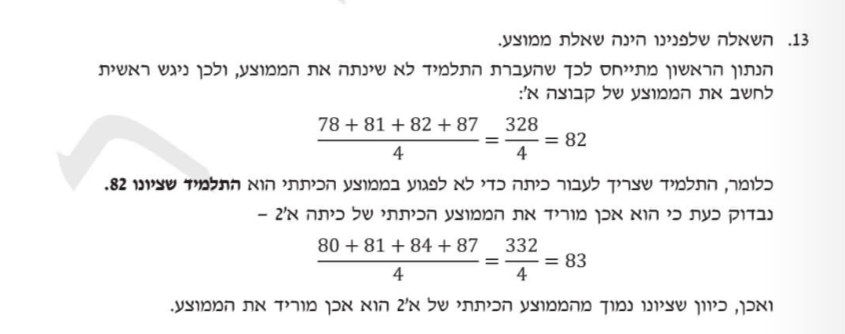 13. השאלה שלפנינו הינה שאלת ממוצע.
הנתון הראשון מתייחס לכך שהעברת התלמיד לא שינתה את הממוצע, ולכן ניגש ראשית
לחשב את הממוצע של קבוצה א':
(78 + 81 + 82 + 87)/4 = 328/4 = 82
כלומר, התלמיד שצריך לעבור כיתה כדי לא לפגוע בממוצע הכיתתי הוא התלמיד שציונו 82.
נבדוק כעת כי הוא אכן מוריד את הממוצע הכיתתי של כיתה א'2 –
(80 + 81 + 84 + 87)/4 = 332/4 = 83
ואכן, כיוון שציונו נמוך מהממוצע הכיתתי של א'2 הוא אכן מוריד את הממוצע.